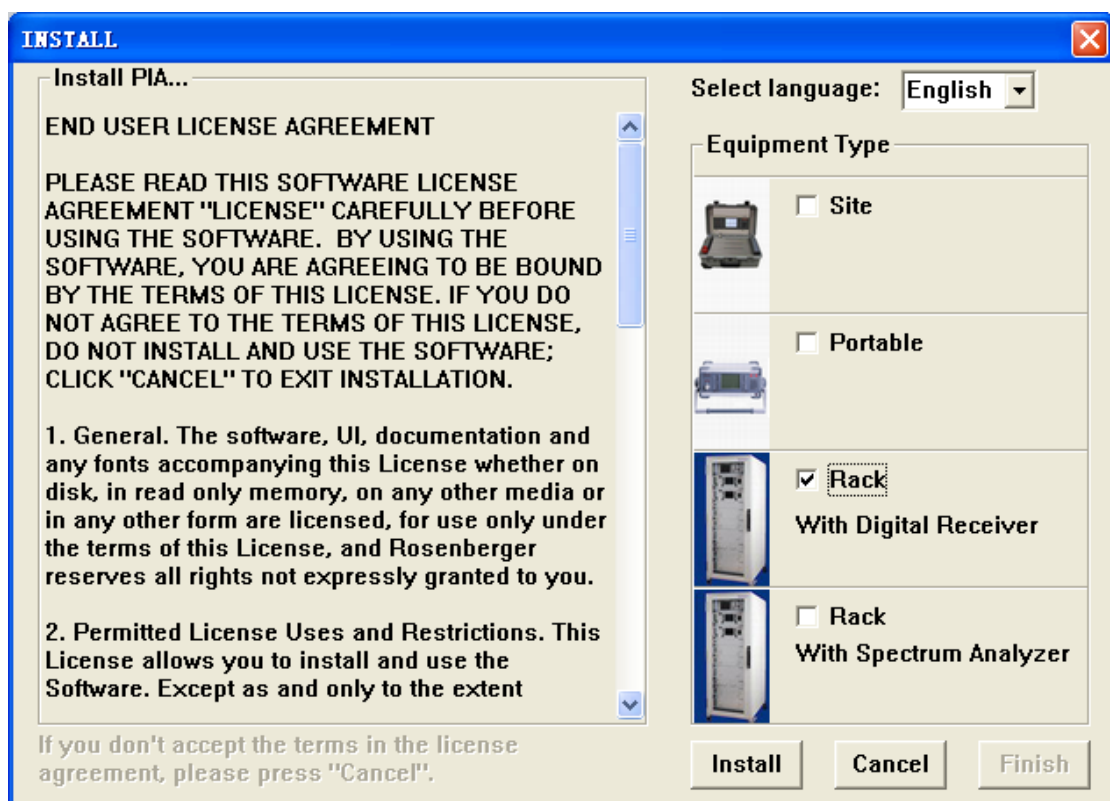 INSTALL
Install PIA...
END USER LICENSE AGREEMENT
PLEASE READ THIS SOFTWARE LICENSE
AGREEMENT "LICENSE" CAREFULLY BEFORE
USING THE SOFTWARE.  BY USING THE
SOFTWARE, YOU ARE AGREEING TO BE BOUND
BY THE TERMS OF THIS LICENSE. IF YOU DO
NOT AGREE TO THE TERMS OF THIS LICENSE,
DO NOT INSTALL AND USE THE SOFTWARE;
CLICK "CANCEL" TO EXIT INSTALLATION.
1. General. The software, UI, documentation and
any fonts accompanying this License whether on
disk, in read only memory, on any other media or
in any other form are licensed, for use only under
the terms of this License, and Rosenberger
reserves all rights not expressly granted to you.
2. Permitted License Uses and Restrictions. This
License allows you to install and use the
Software. Except as and only to the extent
If you don't accept the terms in the license
agreement, please press "Cancel".
Select language: English
Equipment Type
Site
Portable
Rack
With Digital Receiver
Rack
With Spectrum Analyzer
Install Cancel Finish